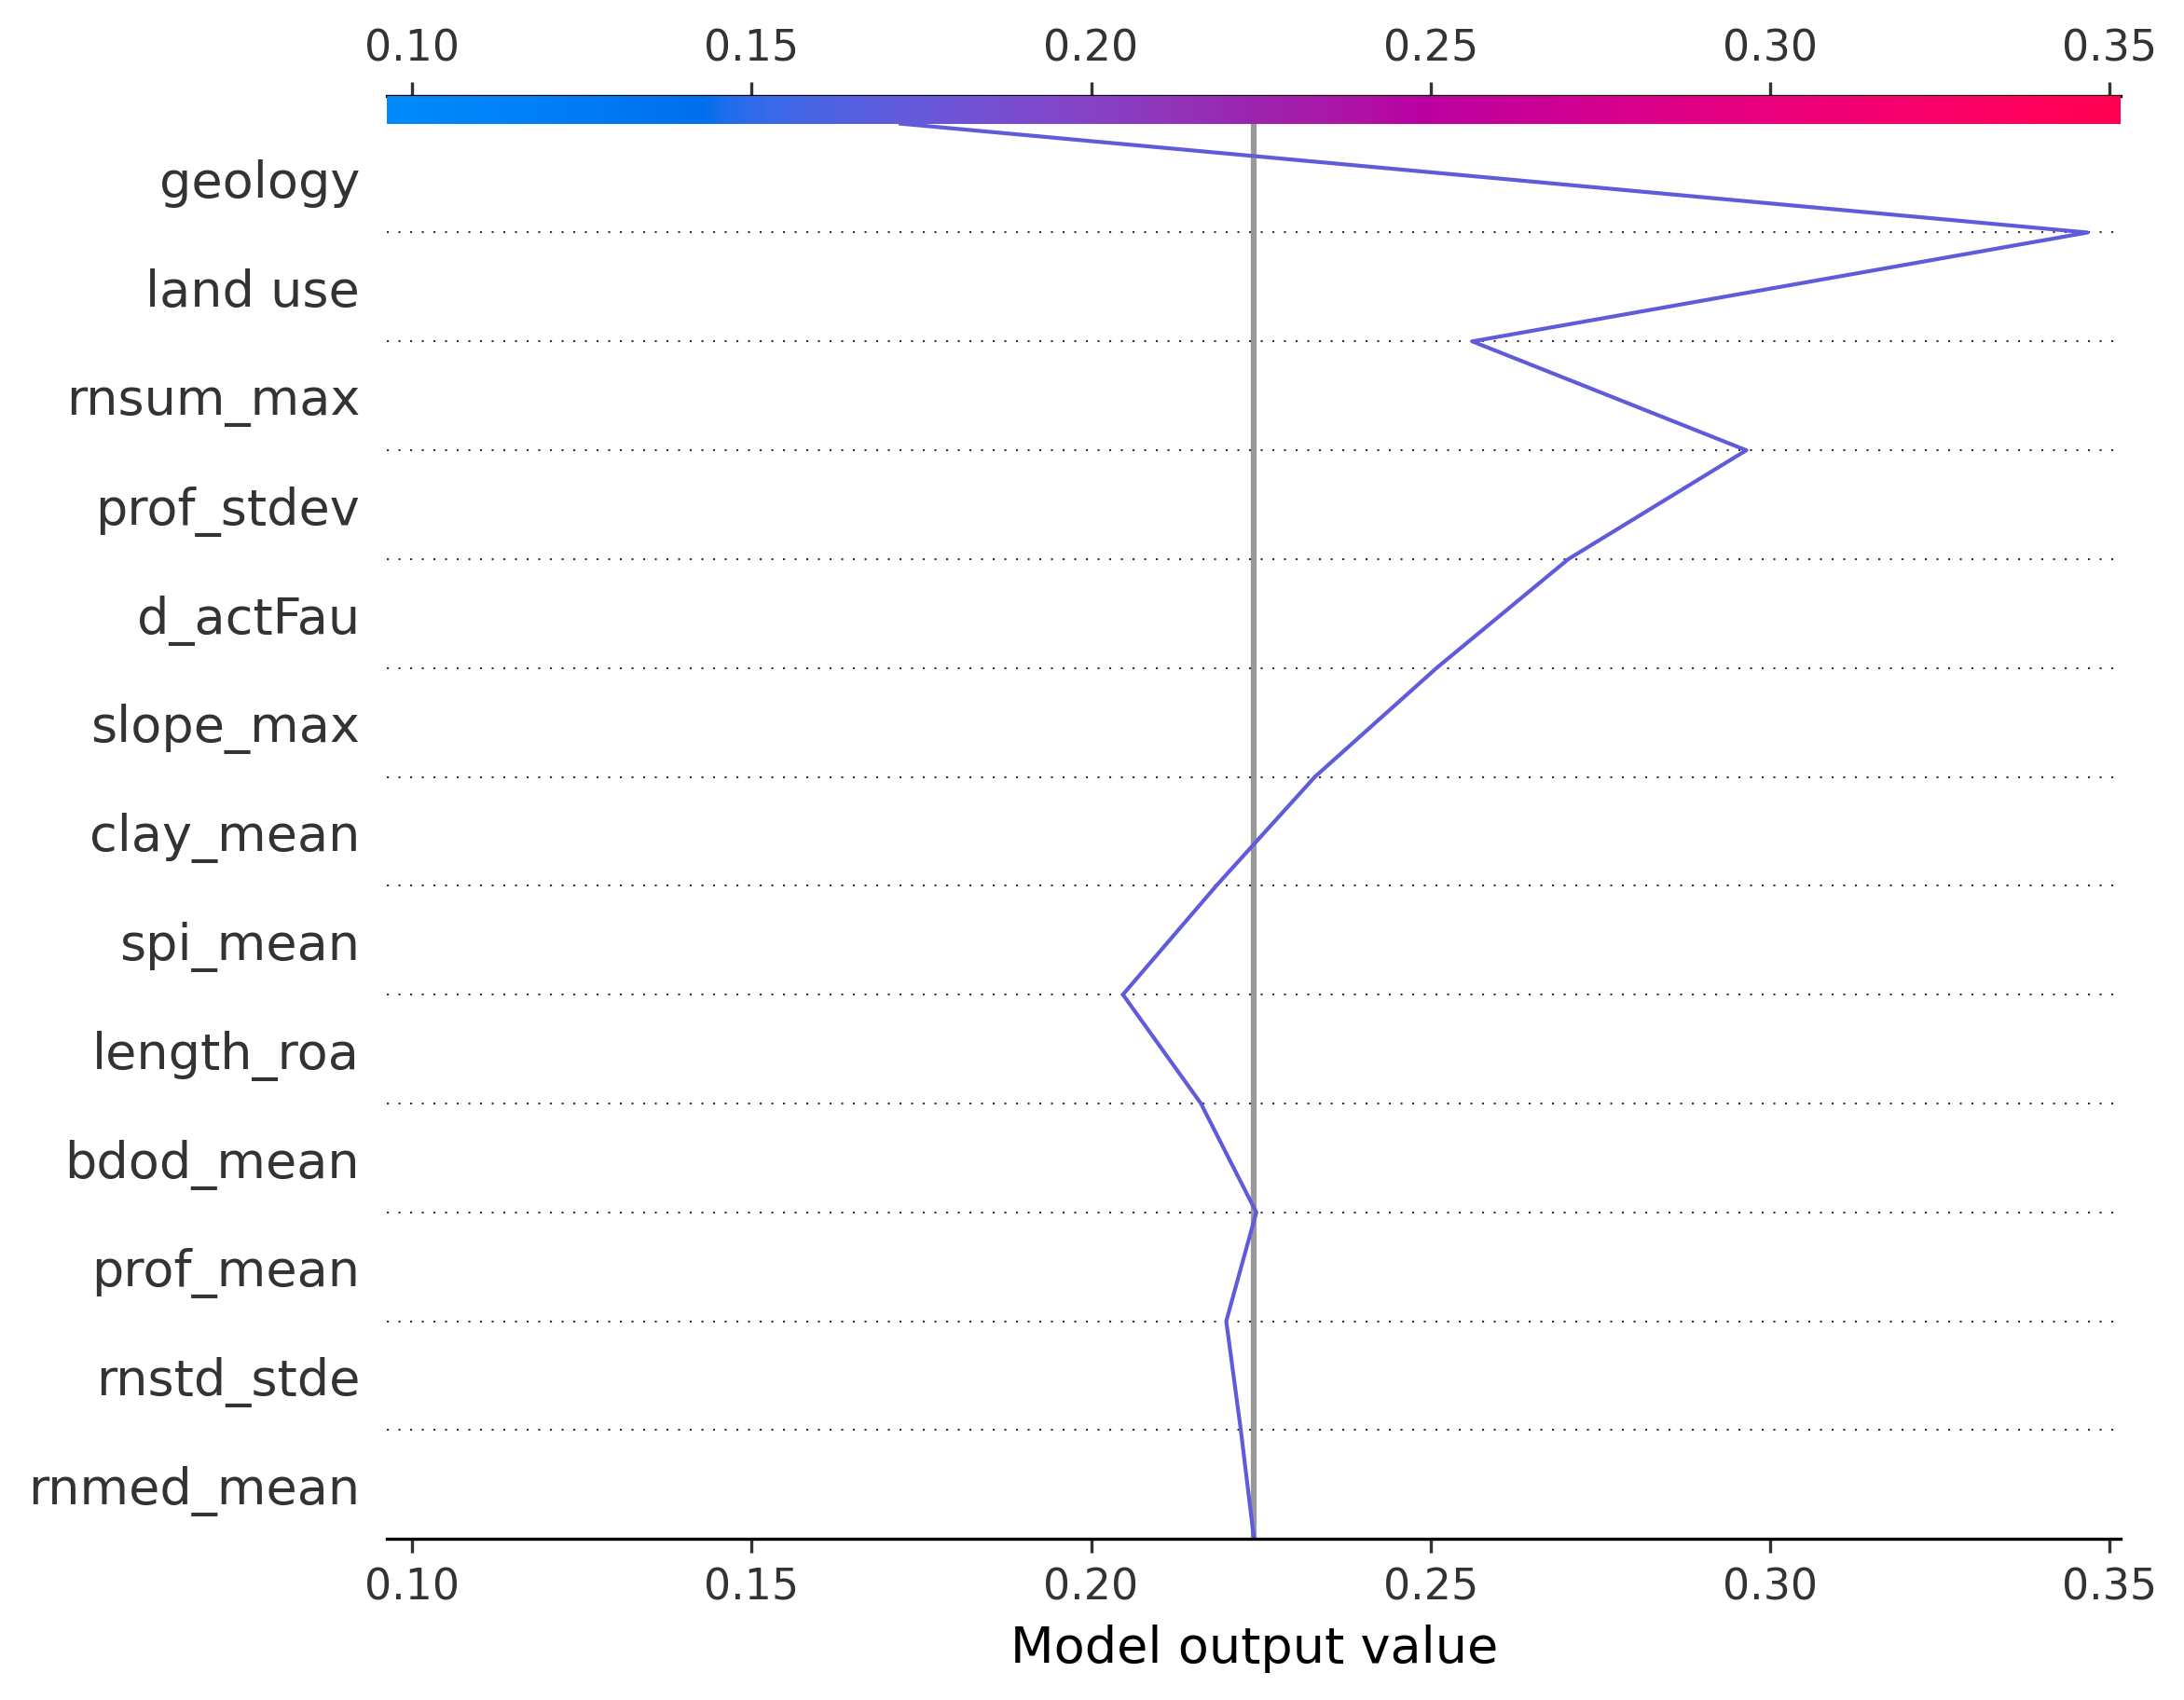 0.10 0.15 0.20 0.25 0.30 0.35
geology
land use
rnsum_max
prof_stdev
d_actFau
slope_max
clay_mean
spi_mean
length_roa
bdod_mean
prof_mean
rnstd_stde
rnmed_mean
0.10 0.15 0.20 0.25 0.30 0.35
Model output value